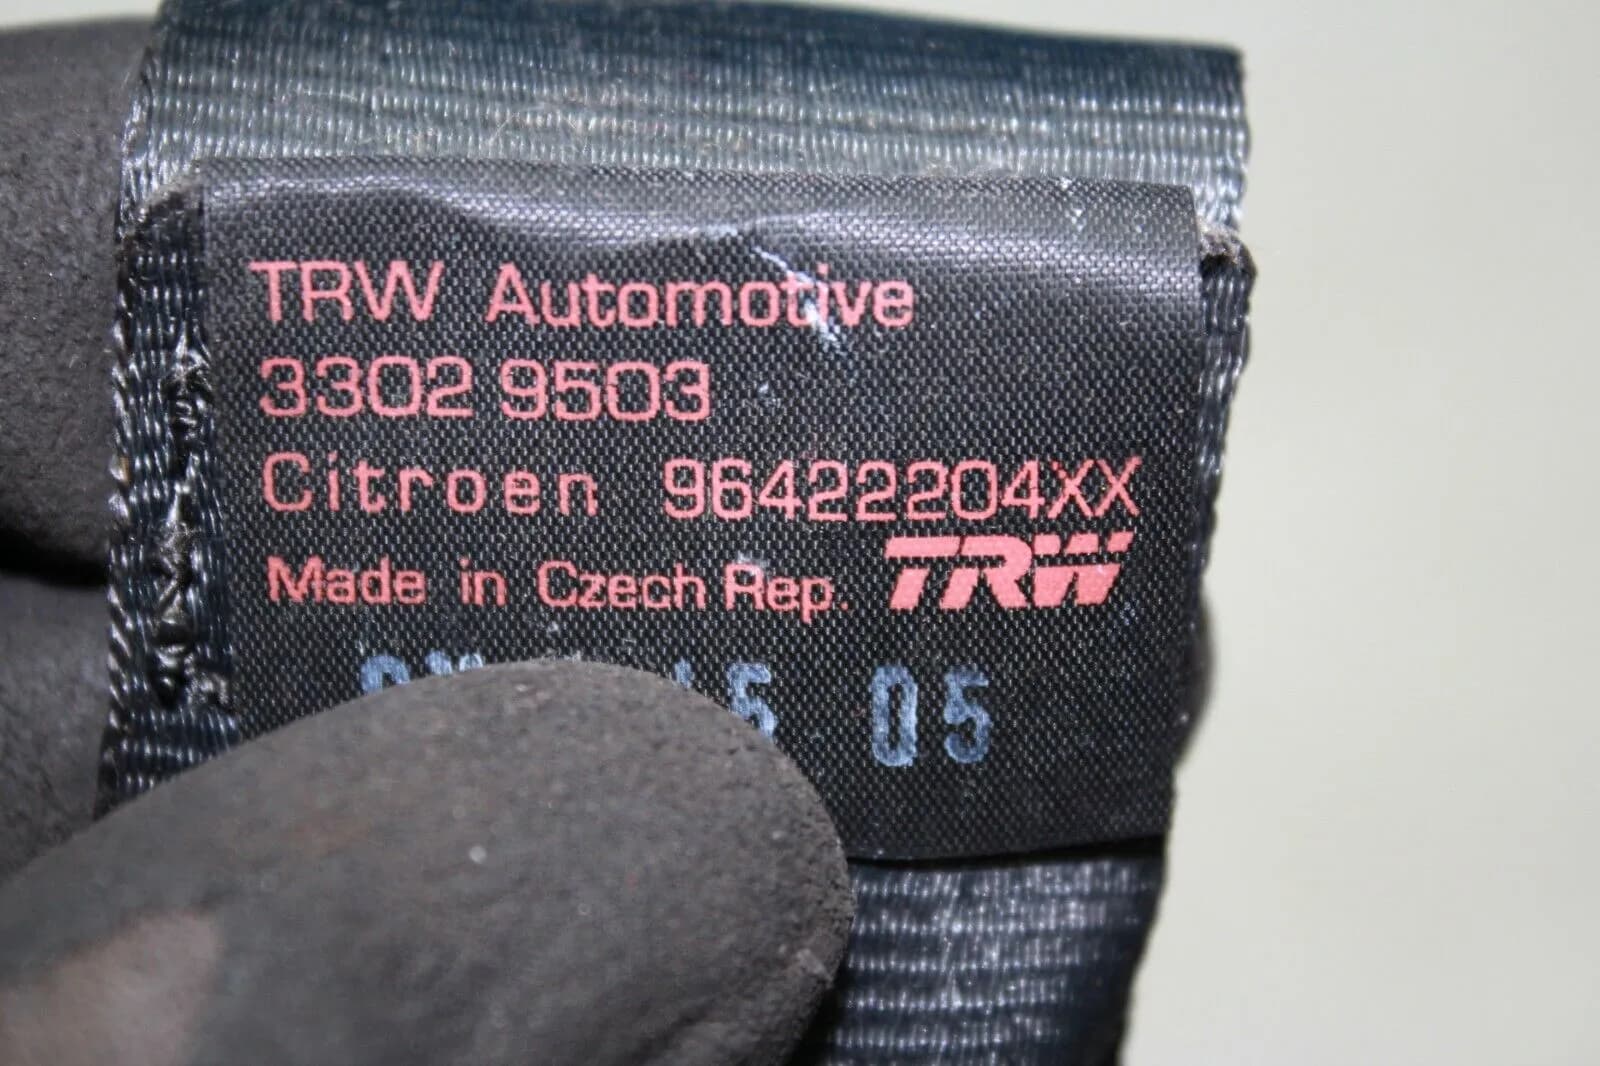 TRW Automotive
3302 9503
Citroen 96422204XX
Made in Czech Rep. TRW
05